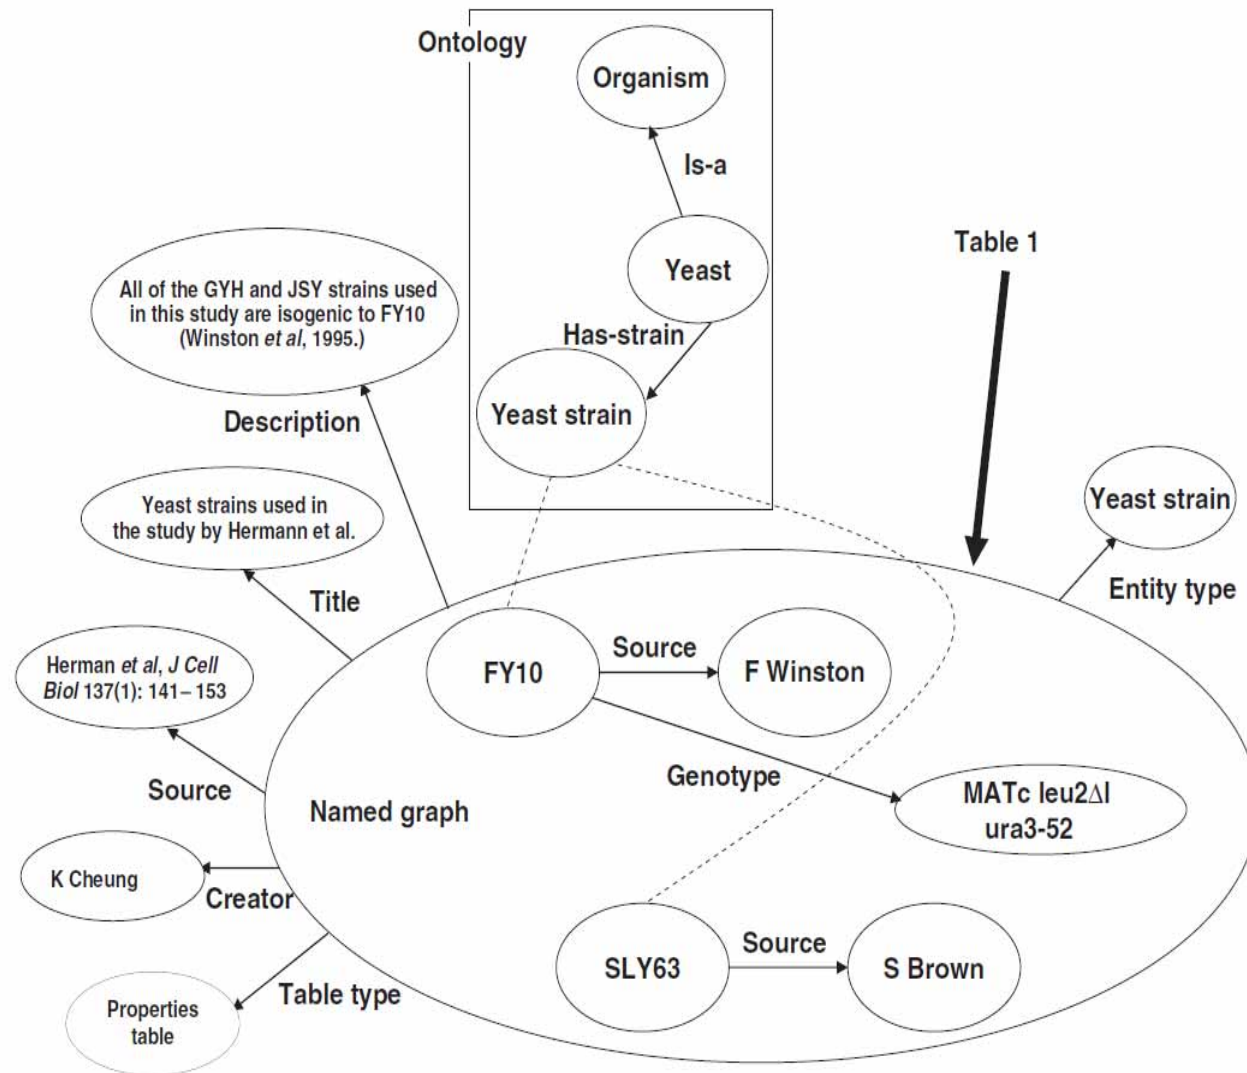 Ontology
Organism
Is-a
Yeast
Has-strain
Yeast strain
Table 1
All of the GYH and JSY strains used
in this study are isogenic to FY10
(Winston et al, 1995.)
Description
Yeast strains used in
the study by Hermann et al.
Title
Yeast strain
Entity type
Herman et al, J Cell
Biol 137(1): 141–153
Source
FY10
Source
F Winston
Genotype
MATc leu2Δl
ura3-52
Named graph
K Cheung
Creator
SLY63
Source
S Brown
Table type
Properties
table